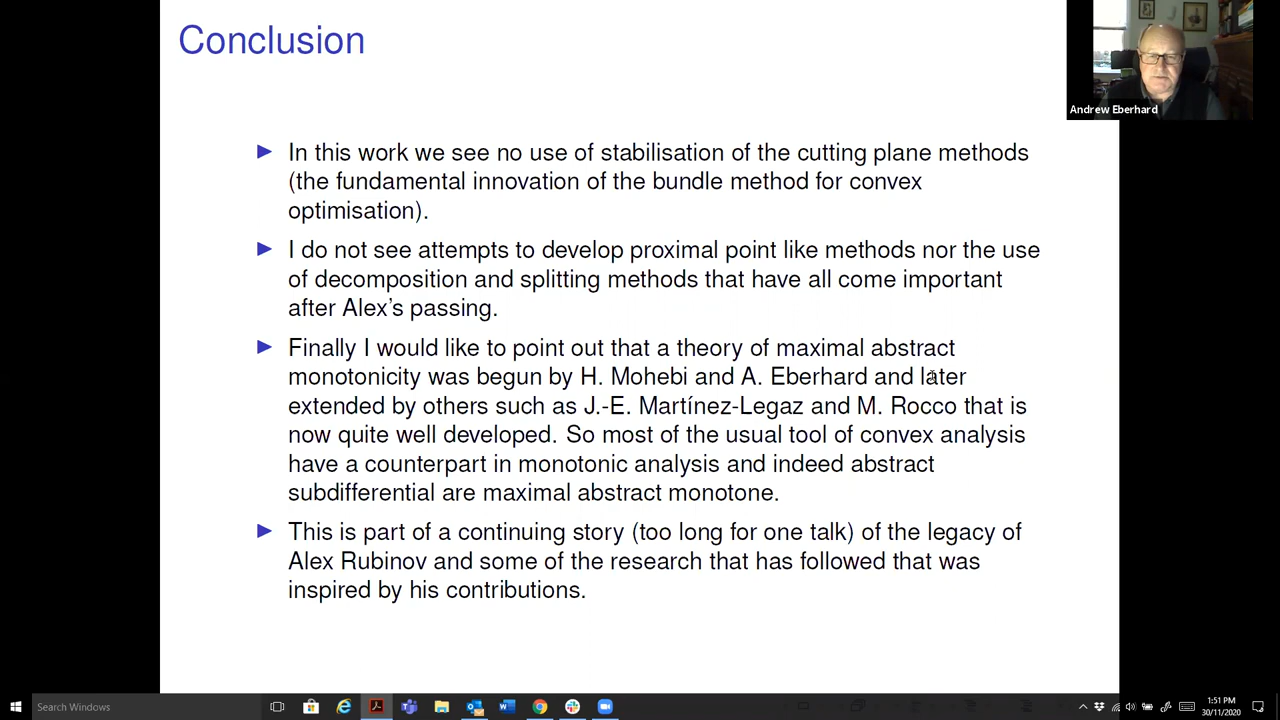 Conclusion
Andrew Eberhard
▶ In this work we see no use of stabilisation of the cutting plane methods
(the fundamental innovation of the bundle method for convex
optimisation).
▶ I do not see attempts to develop proximal point like methods nor the use
of decomposition and splitting methods that have all come important
after Alex's passing.
▶ Finally I would like to point out that a theory of maximal abstract
monotonicity was begun by H. Mohebi and A. Eberhard and later
extended by others such as J.-E. Martínez-Legaz and M. Rocco that is
now quite well developed. So most of the usual tool of convex analysis
have a counterpart in monotonic analysis and indeed abstract
subdifferential are maximal abstract monotone.
▶ This is part of a continuing story (too long for one talk) of the legacy of
Alex Rubinov and some of the research that has followed that was
inspired by his contributions.
Search Windows
1:51 PM
30/11/2020